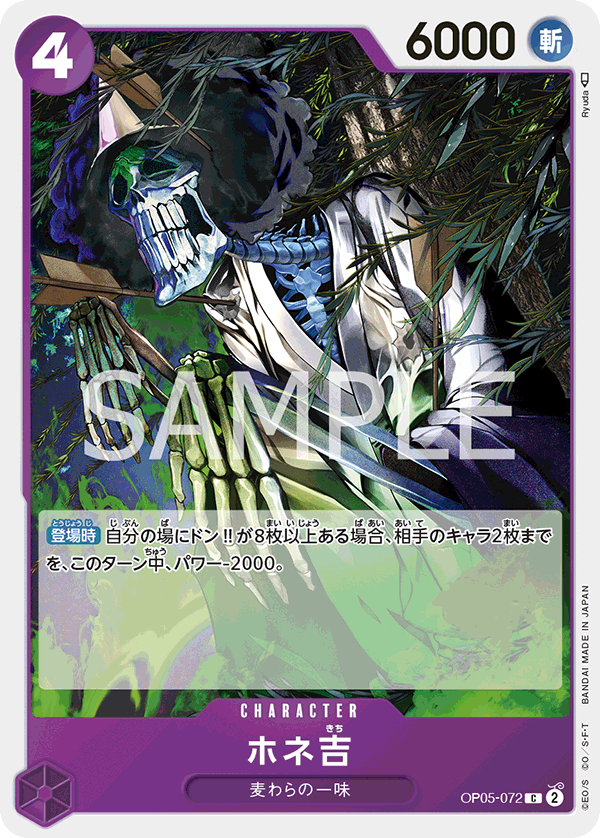 4
6000
斬
Ryuda
SAMPLE
登場時 自分の場にドン!!が8枚以上ある場合、相手のキャラ2枚まで
を、このターン中、パワー-2000。
CHARACTER
ホネ吉
麦わらの一味
OP05-072 C 2
©E.O/S ©O/S・F・T BANDAI MADE IN JAPAN